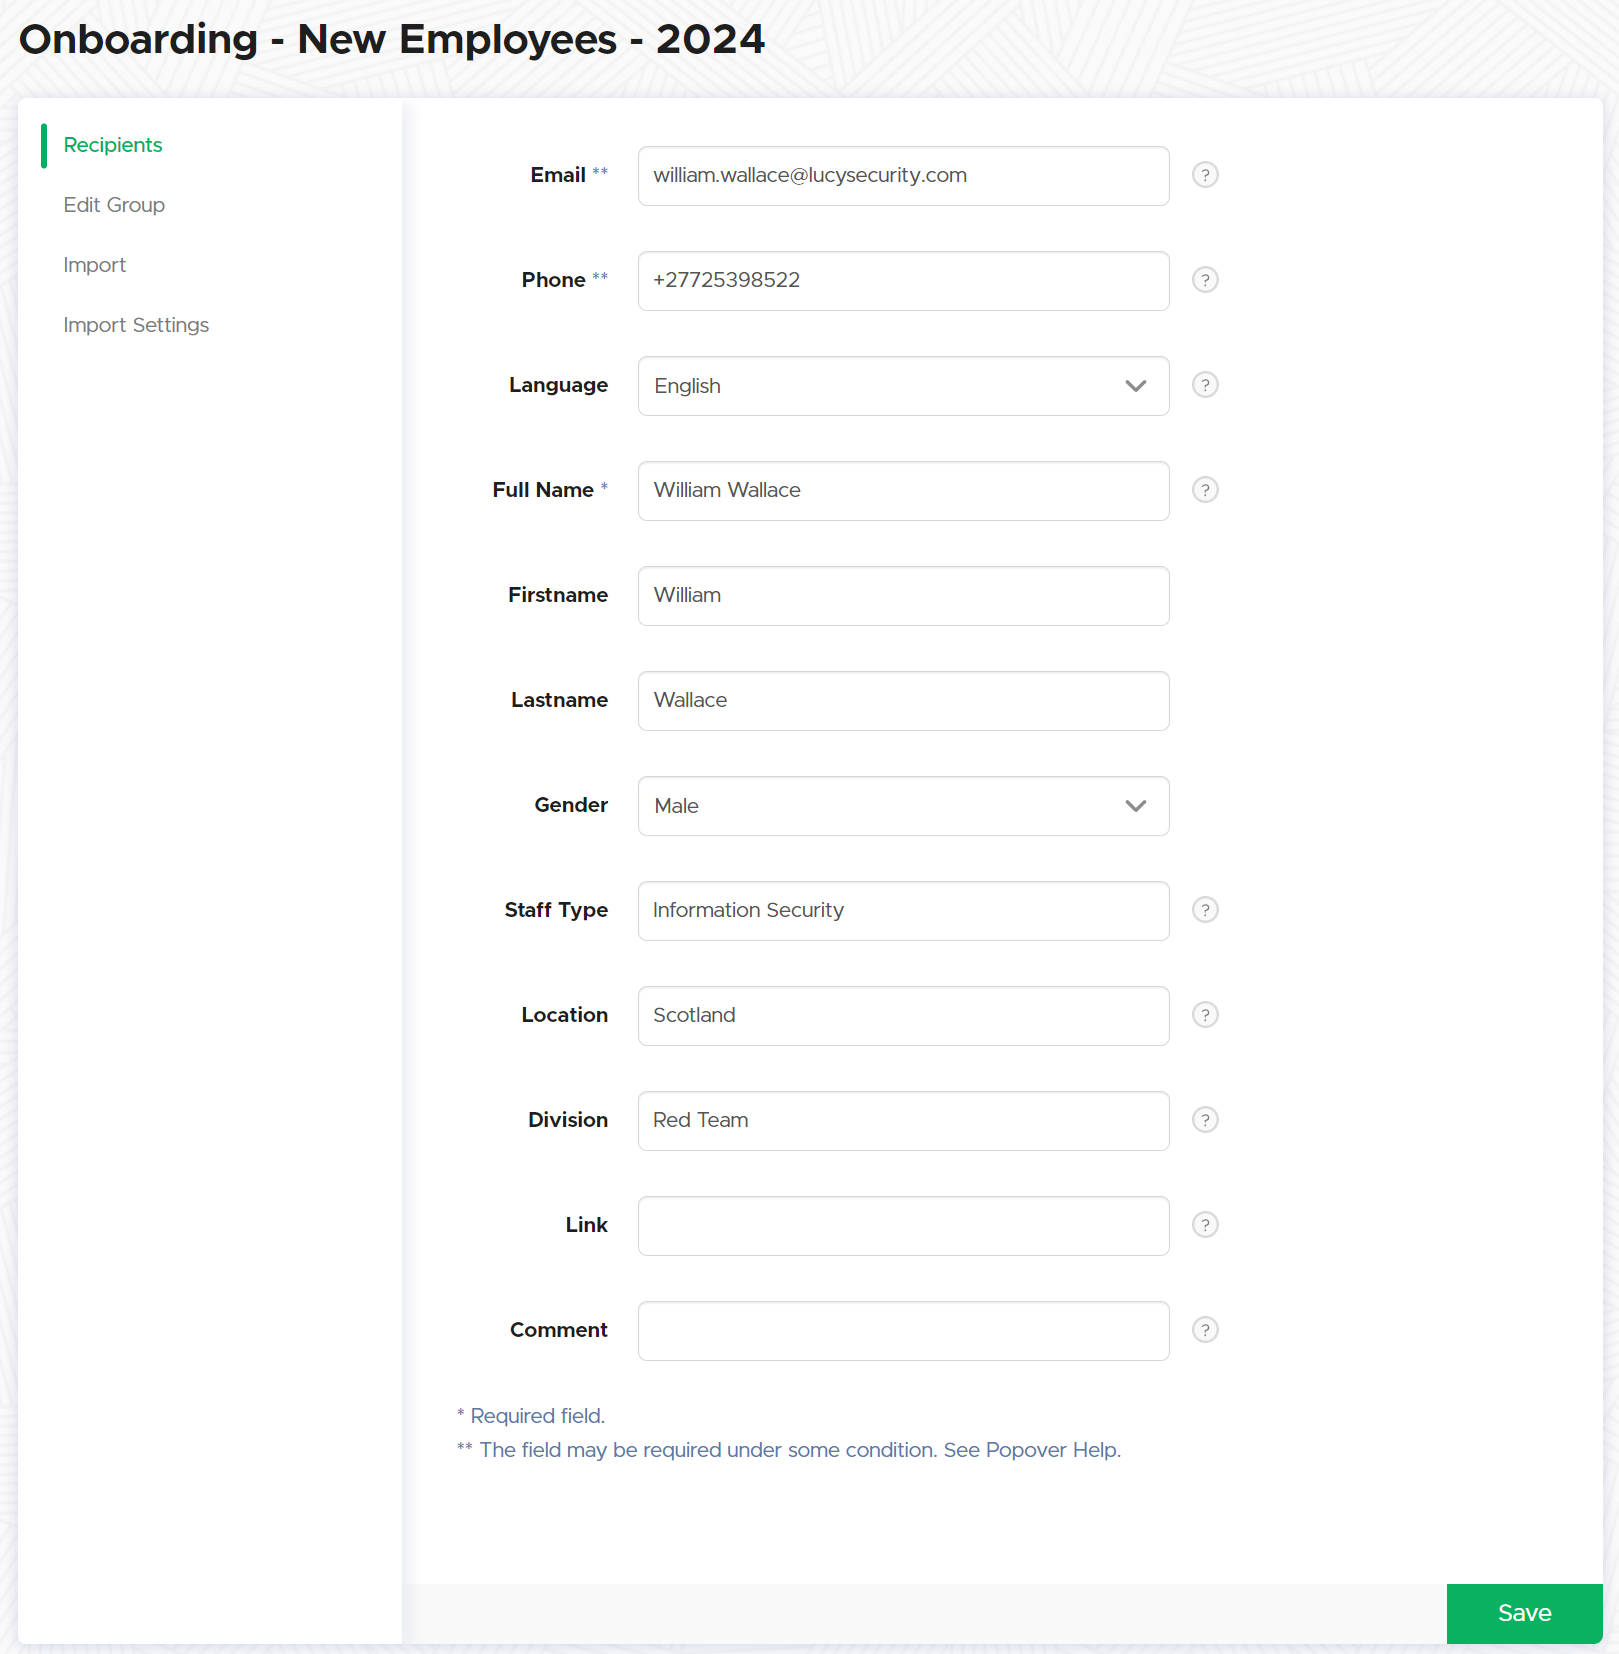 Onboarding - New Employees - 2024
Recipients
Edit Group
Import
Import Settings
Email ** william.wallace@lucysecurity.com ?
Phone ** +27725398522 ?
Language English ?
Full Name * William Wallace ?
Firstname William
Lastname Wallace
Gender Male
Staff Type Information Security ?
Location Scotland ?
Division Red Team ?
Link ?
Comment ?
* Required field.
** The field may be required under some condition. See Popover Help.
Save